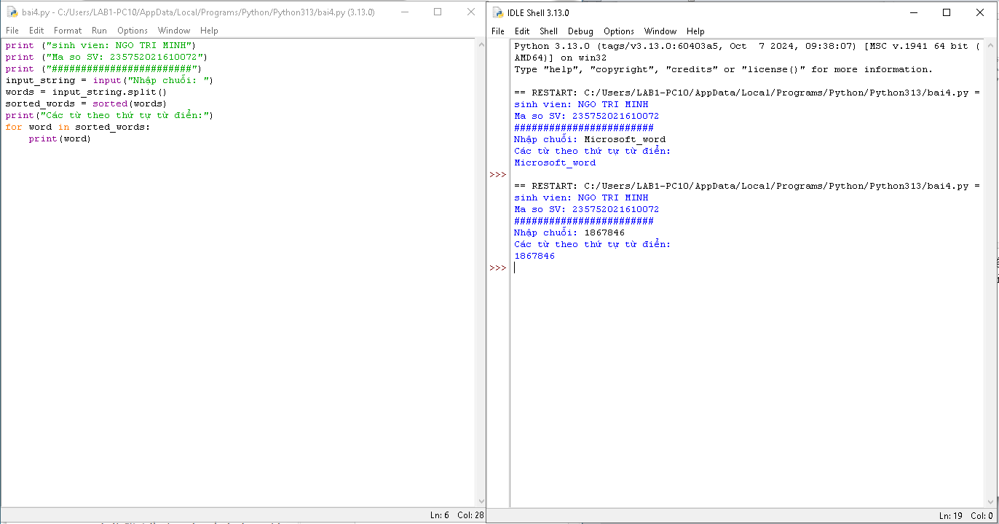 bai4.py - C:/Users/LAB1-PC10/AppData/Local/Programs/Python/Python313/bai4.py (3.13.0)
File Edit Format Run Options Window Help
print ("sinh vien: NGO TRI MINH")
print ("Ma so SV: 235752021610072")
print ("########################")
input_string = input("Nhập chuỗi: ")
words = input_string.split()
sorted_words = sorted(words)
print("Các từ theo thứ tự từ điển:")
for word in sorted_words:
    print(word)
Ln: 6 Col: 28
IDLE Shell 3.13.0
File Edit Shell Debug Options Window Help
Python 3.13.0 (tags/v3.13.0:60403a5, Oct  7 2024, 09:38:07) [MSC v.1941 64 bit (
AMD64)] on win32
Type "help", "copyright", "credits" or "license()" for more information.
== RESTART: C:/Users/LAB1-PC10/AppData/Local/Programs/Python/Python313/bai4.py =
sinh vien: NGO TRI MINH
Ma so SV: 235752021610072
########################
Nhập chuỗi: Microsoft_word
Các từ theo thứ tự từ điển:
Microsoft_word
>>>
== RESTART: C:/Users/LAB1-PC10/AppData/Local/Programs/Python/Python313/bai4.py =
sinh vien: NGO TRI MINH
Ma so SV: 235752021610072
########################
Nhập chuỗi: 1867846
Các từ theo thứ tự từ điển:
1867846
>>>
Ln: 19 Col: 0